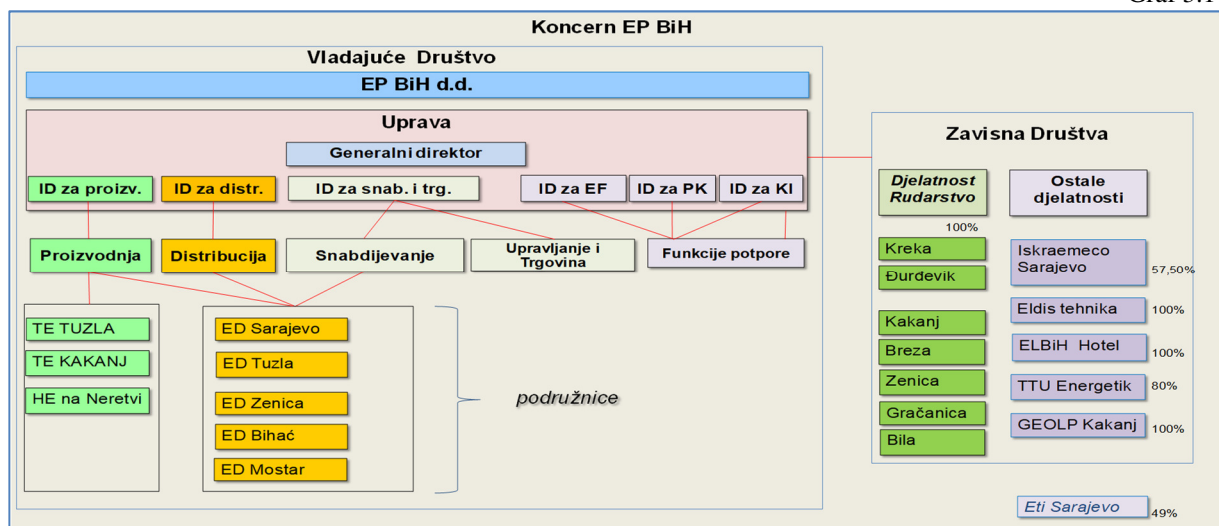 Graf 5.1
Koncern EP BiH
Vladajuće Društvo
EP BiH d.d.
Uprava
Generalni direktor
ID za proizv.
ID za distr.
ID za snab. i trg.
ID za EF
ID za PK
ID za KI
Proizvodnja
Distribucija
Snabdijevanje
Upravljanje i
Trgovina
Funkcije potpore
TE TUZLA
TE KAKANJ
HE na Neretvi
ED Sarajevo
ED Tuzla
ED Zenica
ED Bihać
ED Mostar
podružnice
Zavisna Društva
Djelatnost
Rudarstvo
100%
Kreka
Đurđevik
Kakanj
Breza
Zenica
Gračanica
Bila
Ostale
djelatnosti
Iskraemeco
Sarajevo
57,50%
Eldis tehnika
100%
ELBiH Hotel
100%
TTU Energetik
80%
GEOLP Kakanj
100%
Eti Sarajevo
49%